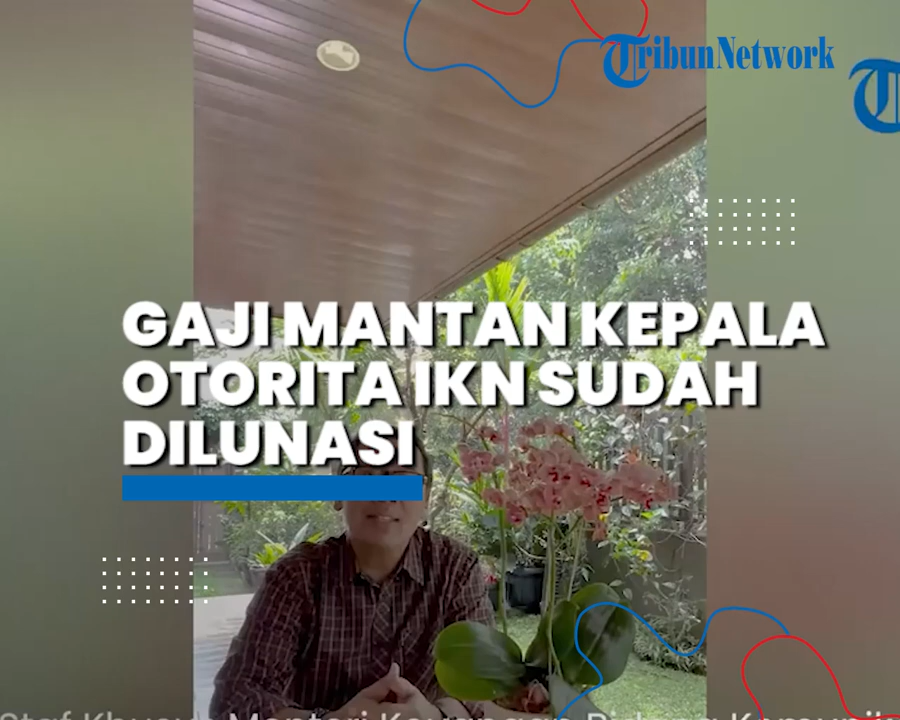 TribunNetwork
GAJI MANTAN KEPALA
OTORITA IKN SUDAH
DILUNASI